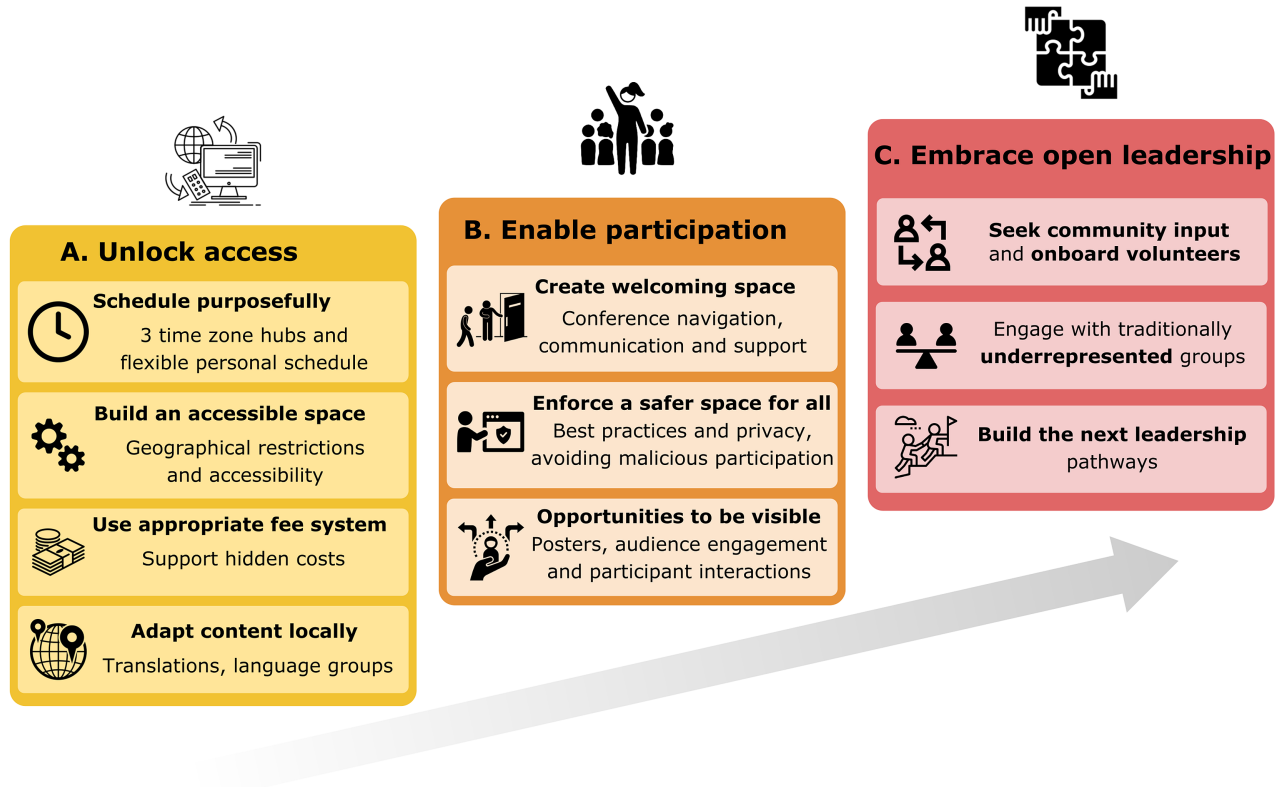 A. Unlock access
Schedule purposefully
3 time zone hubs and
flexible personal schedule
Build an accessible space
Geographical restrictions
and accessibility
Use appropriate fee system
Support hidden costs
Adapt content locally
Translations, language groups
B. Enable participation
Create welcoming space
Conference navigation,
communication and support
Enforce a safer space for all
Best practices and privacy,
avoiding malicious participation
Opportunities to be visible
Posters, audience engagement
and participant interactions
C. Embrace open leadership
Seek community input
and onboard volunteers
Engage with traditionally
underrepresented groups
Build the next leadership
pathways